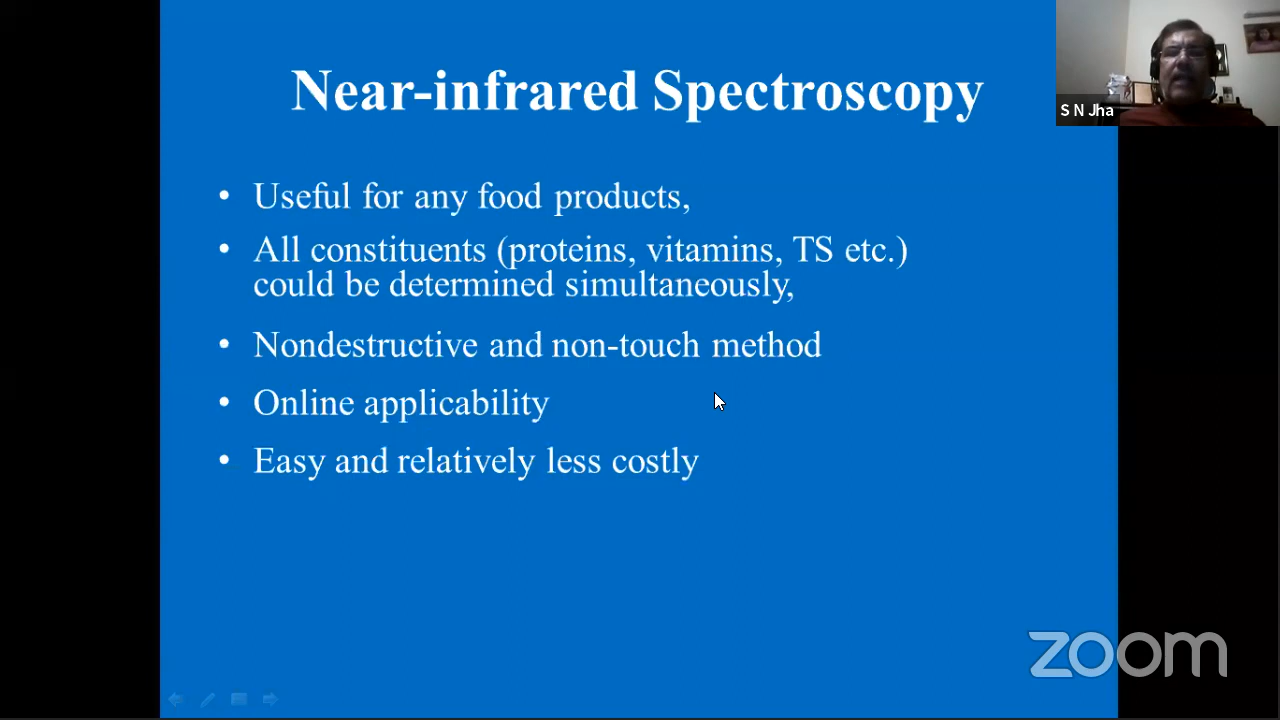 Near-infrared Spectroscopy
S N Jha
• Useful for any food products,
• All constituents (proteins, vitamins, TS etc.)
could be determined simultaneously,
• Nondestructive and non-touch method
• Online applicability
• Easy and relatively less costly
zoom